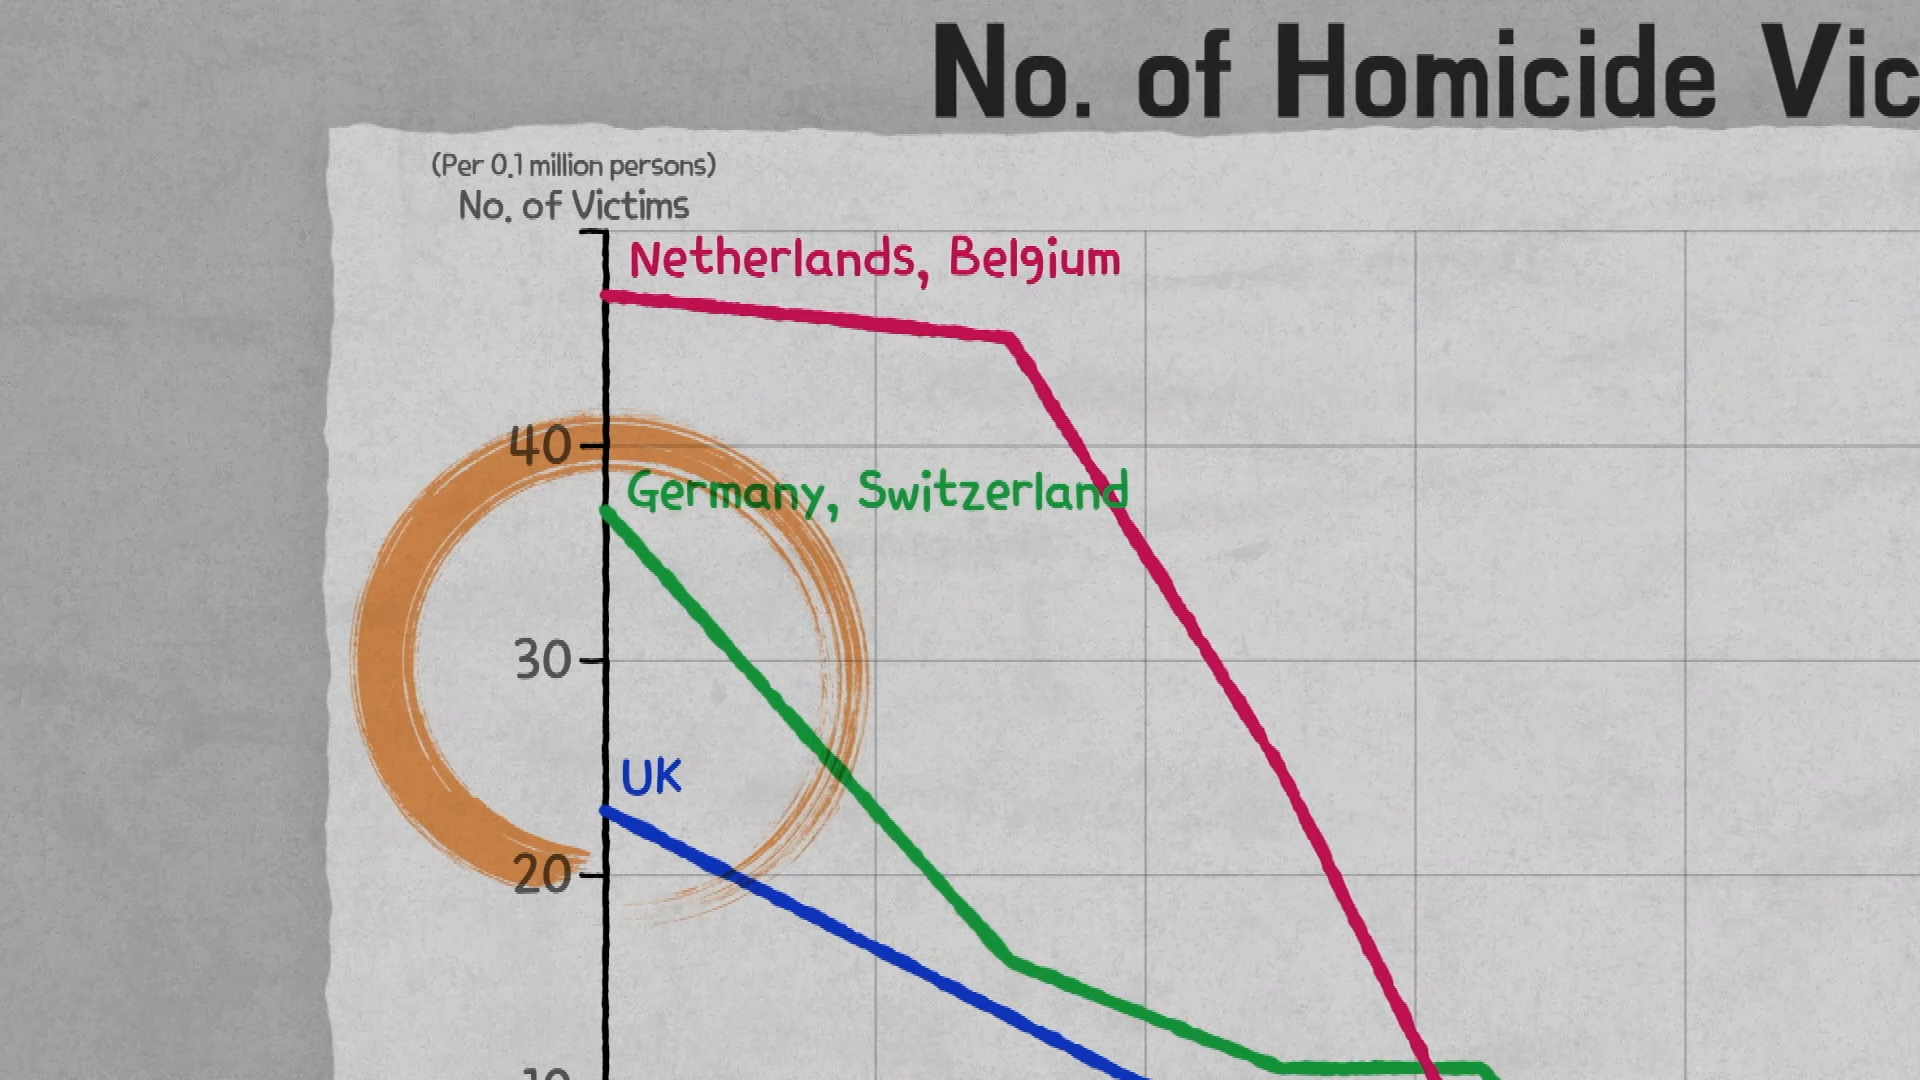 No. of Homicide Vic
(Per 0.1 million persons)
No. of Victims
Netherlands, Belgium
40
Germany, Switzerland
30
UK
20
10